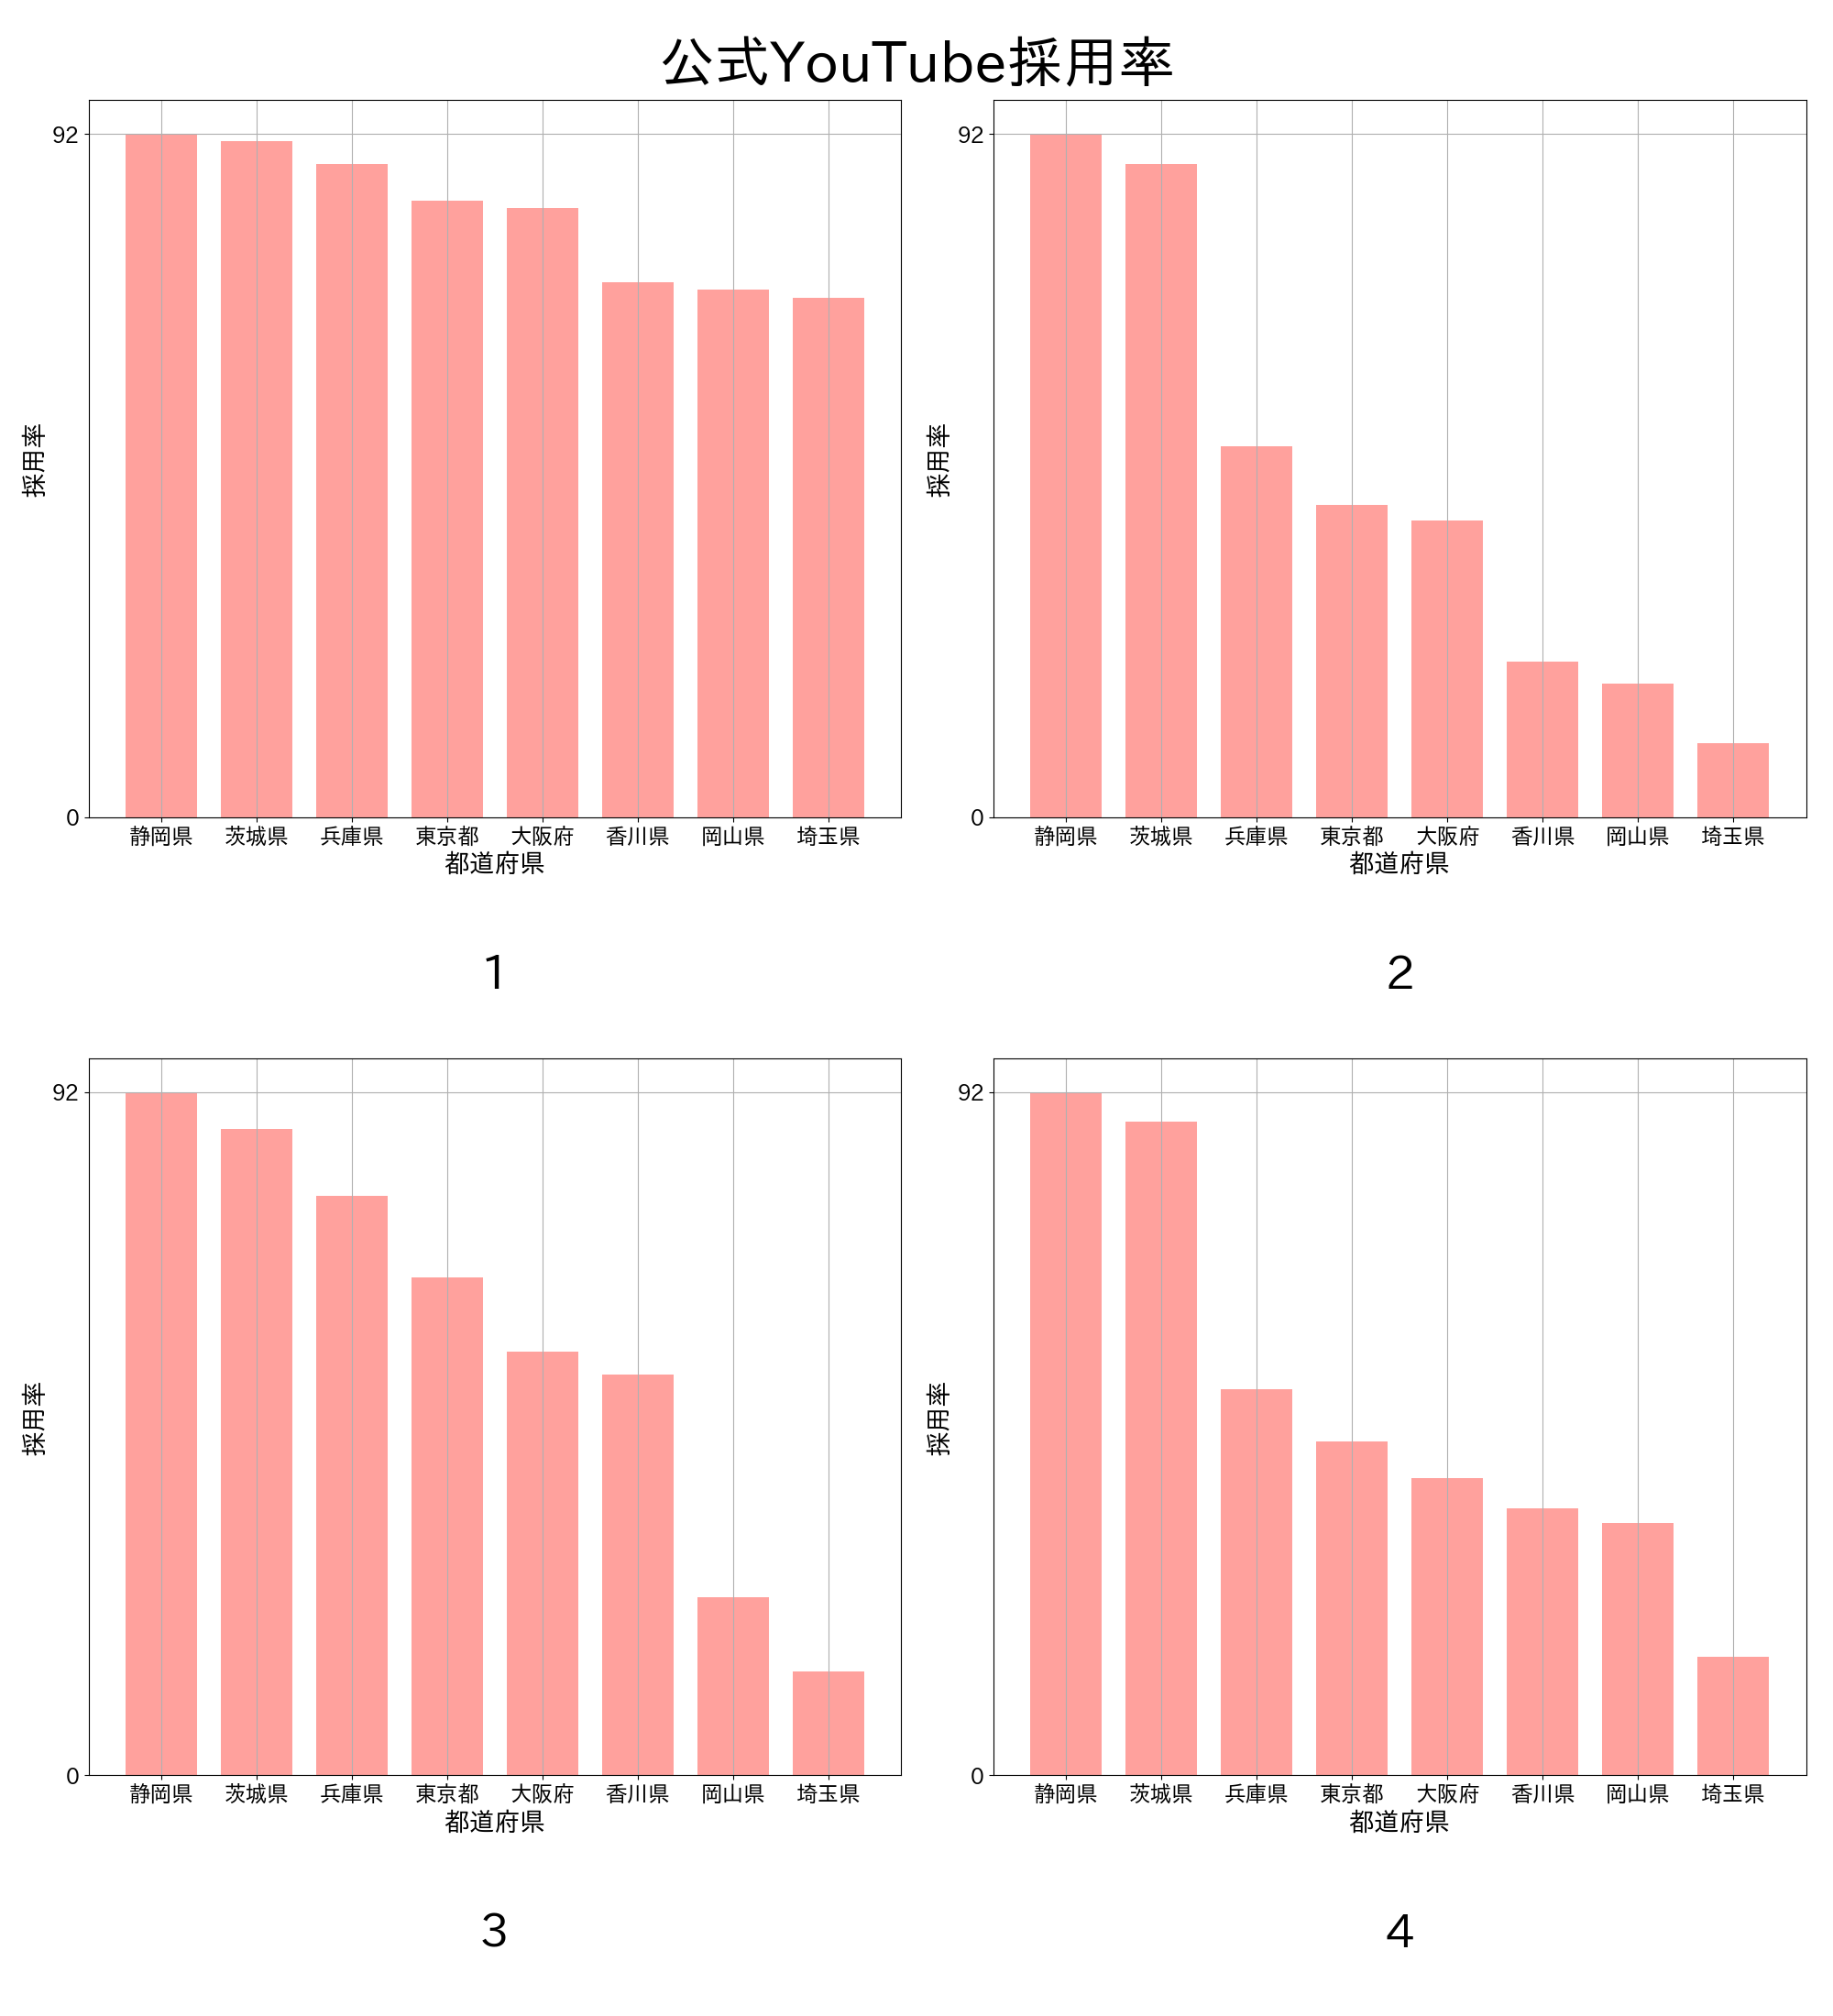 公式YouTube採用率
92
0
採用率
静岡県 茨城県 兵庫県 東京都 大阪府 香川県 岡山県 埼玉県
都道府県
1
92
0
採用率
静岡県 茨城県 兵庫県 東京都 大阪府 香川県 岡山県 埼玉県
都道府県
2
92
0
採用率
静岡県 茨城県 兵庫県 東京都 大阪府 香川県 岡山県 埼玉県
都道府県
3
92
0
採用率
静岡県 茨城県 兵庫県 東京都 大阪府 香川県 岡山県 埼玉県
都道府県
4